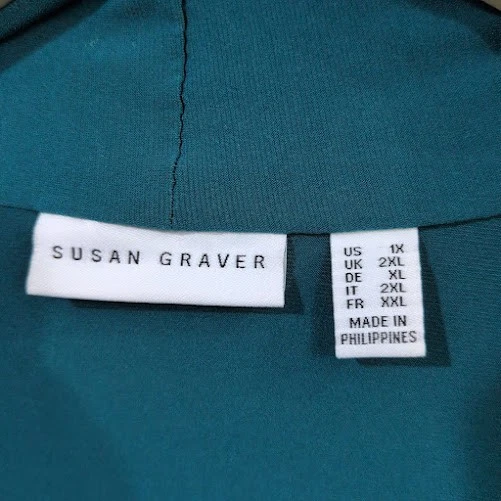 SUSAN GRAVER
US 1X
UK 2XL
DE XL
IT 2XL
FR XXL
MADE IN
PHILIPPINES